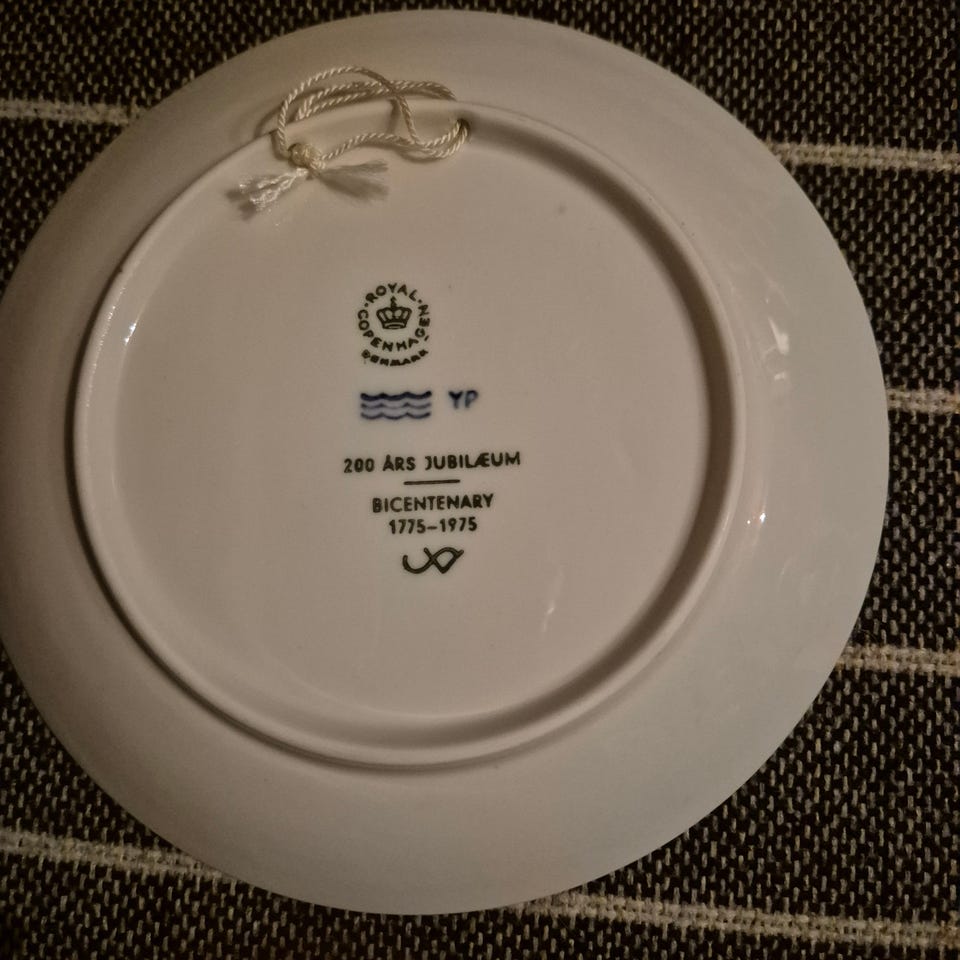 ROYAL
COPENHAGEN
DENMARK
YP
200 ÅRS JUBILÆUM
BICENTENARY
1775–1975